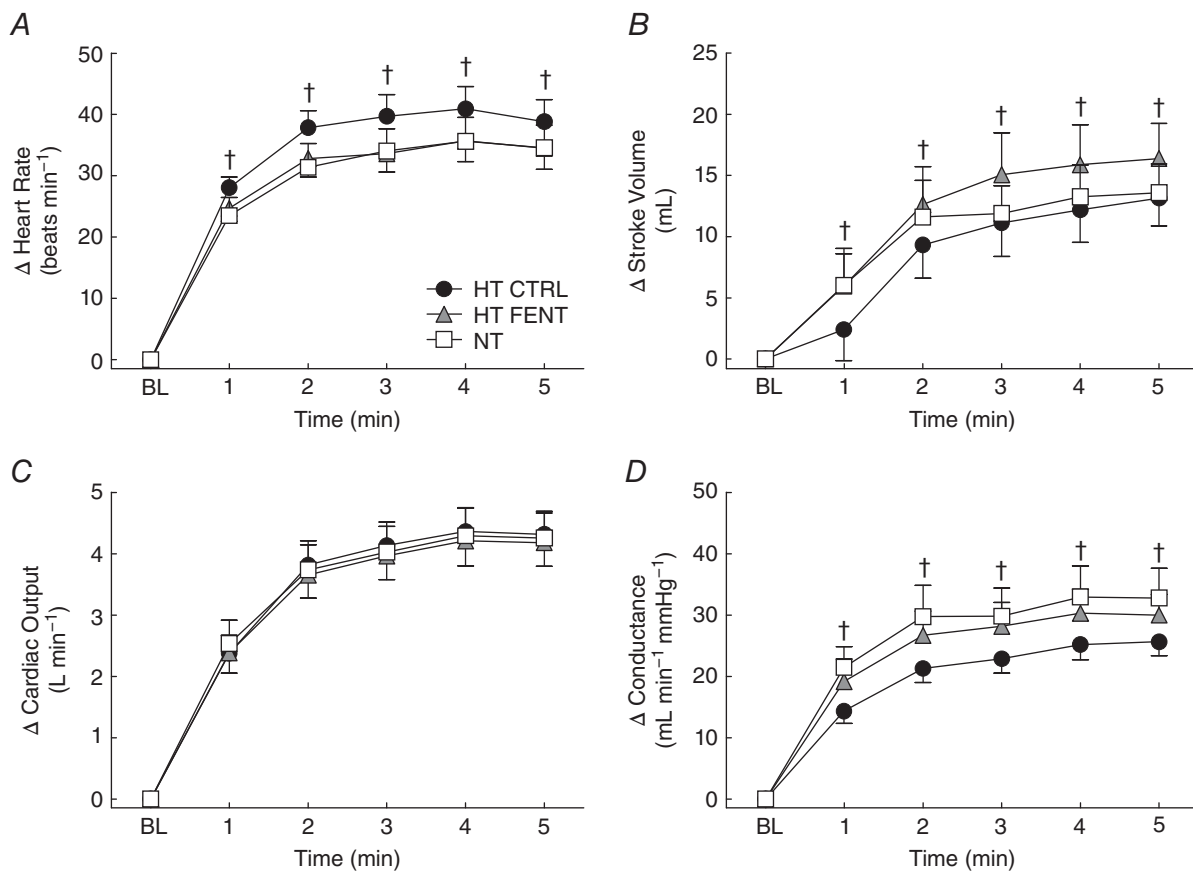 A
50
40
30
20
10
0
Δ Heart Rate
(beats min⁻¹)
† † † † †
HT CTRL
HT FENT
NT
BL 1 2 3 4 5
Time (min)
B
25
20
15
10
5
0
Δ Stroke Volume
(mL)
† † † † †
BL 1 2 3 4 5
Time (min)
C
5
4
3
2
1
0
Δ Cardiac Output
(L min⁻¹)
BL 1 2 3 4 5
Time (min)
D
50
40
30
20
10
0
Δ Conductance
(mL min⁻¹ mmHg⁻¹)
† † † † †
BL 1 2 3 4 5
Time (min)